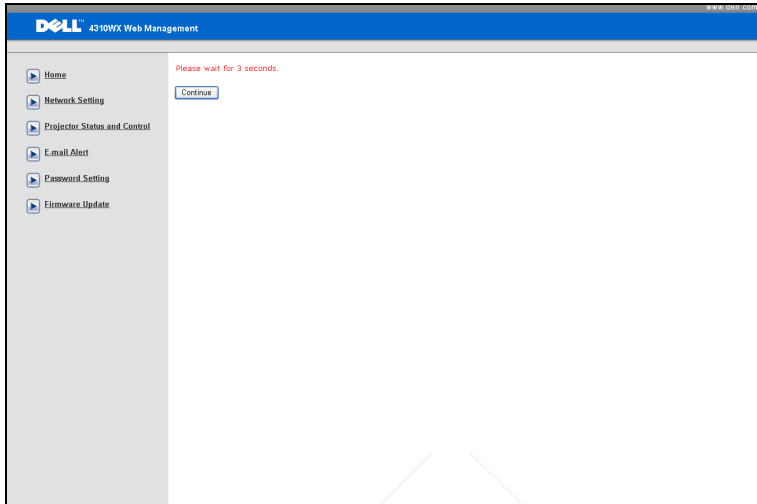 www.dell.com
DELL™ 4310WX Web Management
Home
Network Setting
Projector Status and Control
E-mail Alert
Password Setting
Firmware Update
Please wait for 3 seconds.
Continue